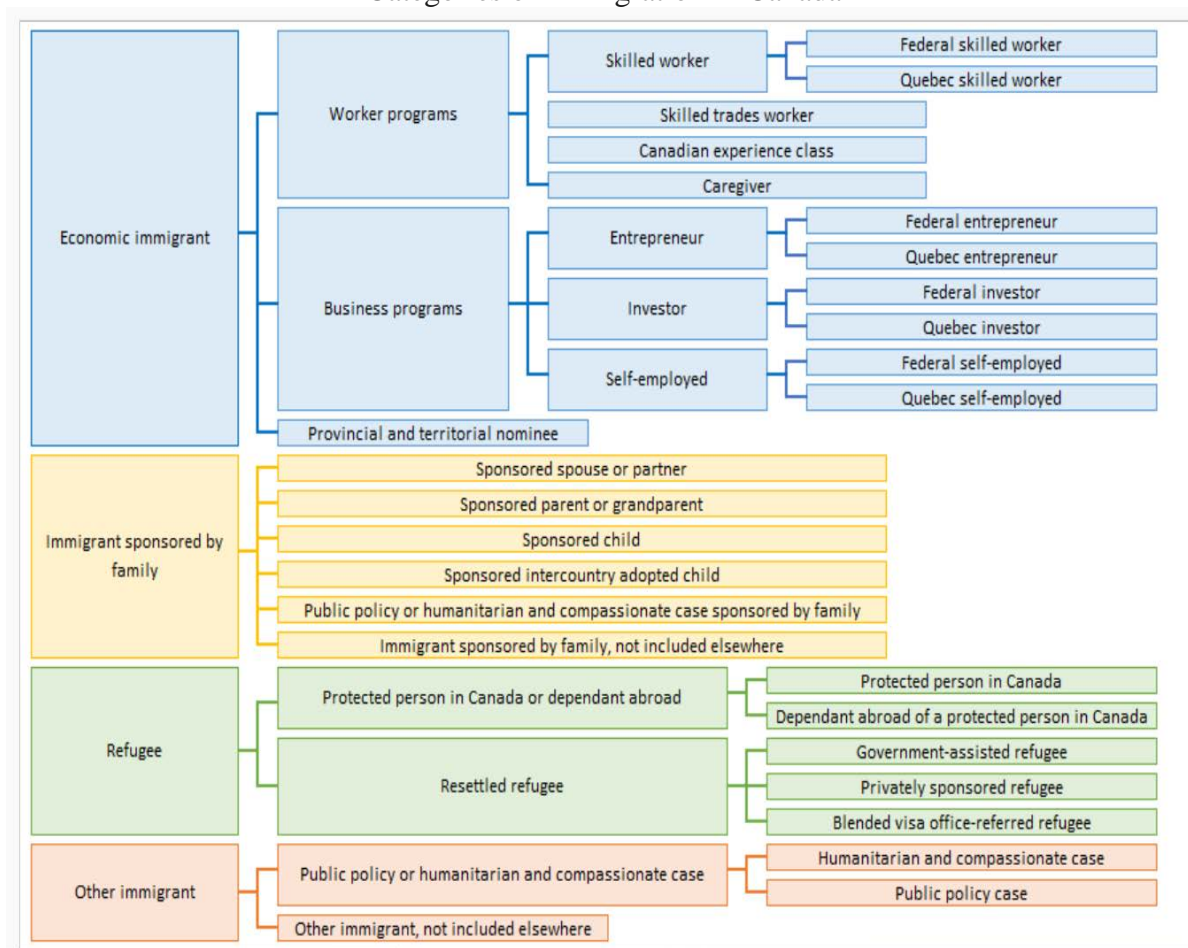 Economic immigrant
Worker programs
Skilled worker
Federal skilled worker
Quebec skilled worker
Skilled trades worker
Canadian experience class
Caregiver
Business programs
Entrepreneur
Federal entrepreneur
Quebec entrepreneur
Investor
Federal investor
Quebec investor
Self-employed
Federal self-employed
Quebec self-employed
Provincial and territorial nominee
Immigrant sponsored by
family
Sponsored spouse or partner
Sponsored parent or grandparent
Sponsored child
Sponsored intercountry adopted child
Public policy or humanitarian and compassionate case sponsored by family
Immigrant sponsored by family, not included elsewhere
Refugee
Protected person in Canada or dependant abroad
Protected person in Canada
Dependant abroad of a protected person in Canada
Resettled refugee
Government-assisted refugee
Privately sponsored refugee
Blended visa office-referred refugee
Other immigrant
Public policy or humanitarian and compassionate case
Humanitarian and compassionate case
Public policy case
Other immigrant, not included elsewhere